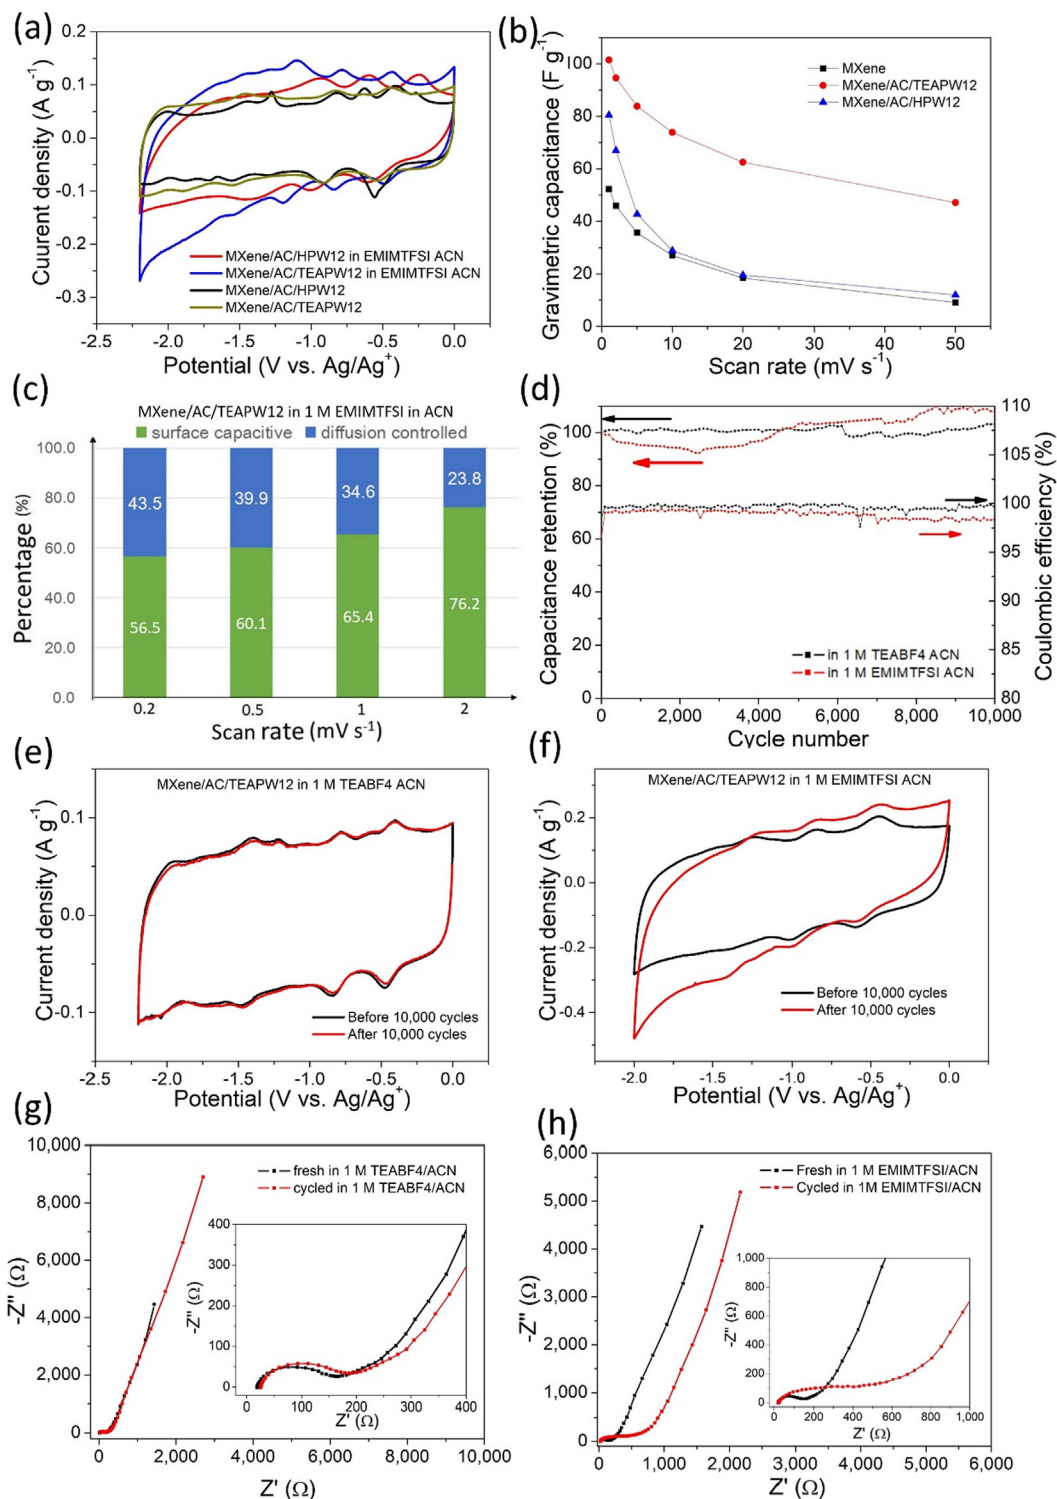 (a)
Cuurent density (A g⁻¹)
0.2
0.1
0.0
-0.1
-0.2
-0.3
MXene/AC/HPW12 in EMIMTFSI ACN
MXene/AC/TEAPW12 in EMIMTFSI ACN
MXene/AC/HPW12
MXene/AC/TEAPW12
-2.5 -2.0 -1.5 -1.0 -0.5 0.0
Potential (V vs. Ag/Ag⁺)
(b)
Gravimetric capacitance (F g⁻¹)
100
80
60
40
20
0
MXene
MXene/AC/TEAPW12
MXene/AC/HPW12
0 10 20 30 40 50
Scan rate (mV s⁻¹)
(c)
MXene/AC/TEAPW12 in 1 M EMIMTFSI in ACN
surface capacitive diffusion controlled
Percentage (%)
100.0
80.0
60.0
40.0
20.0
0.0
43.5 39.9 34.6 23.8
56.5 60.1 65.4 76.2
0.2 0.5 1 2
Scan rate (mV s⁻¹)
(d)
Capacitance retention (%)
100
80
60
40
20
0
110
105
100
95
90
85
80
Coulombic efficiency (%)
in 1 M TEABF4 ACN
in 1 M EMIMTFSI ACN
0 2,000 4,000 6,000 8,000 10,000
Cycle number
(e)
MXene/AC/TEAPW12 in 1 M TEABF4 ACN
Current density (A g⁻¹)
0.1
0.0
-0.1
Before 10,000 cycles
After 10,000 cycles
-2.5 -2.0 -1.5 -1.0 -0.5 0.0
Potential (V vs. Ag/Ag⁺)
(f)
MXene/AC/TEAPW12 in 1 M EMIMTFSI ACN
Current density (A g⁻¹)
0.2
0.0
-0.2
-0.4
Before 10,000 cycles
After 10,000 cycles
-2.0 -1.5 -1.0 -0.5 0.0
Potential (V vs. Ag/Ag⁺)
(g)
-Z" (Ω)
10,000
8,000
6,000
4,000
2,000
0
fresh in 1 M TEABF4/ACN
cycled in 1 M TEABF4/ACN
-Z" (Ω)
400
300
200
100
0
0 100 200 300 400
Z' (Ω)
0 2,000 4,000 6,000 8,000 10,000
Z' (Ω)
(h)
-Z" (Ω)
6,000
5,000
4,000
3,000
2,000
1,000
0
Fresh in 1 M EMIMTFSI/ACN
Cycled in 1M EMIMTFSI/ACN
-Z" (Ω)
1,000
800
600
400
200
0
0 200 400 600 800 1,000
Z' (Ω)
0 1,000 2,000 3,000 4,000 5,000 6,000
Z' (Ω)